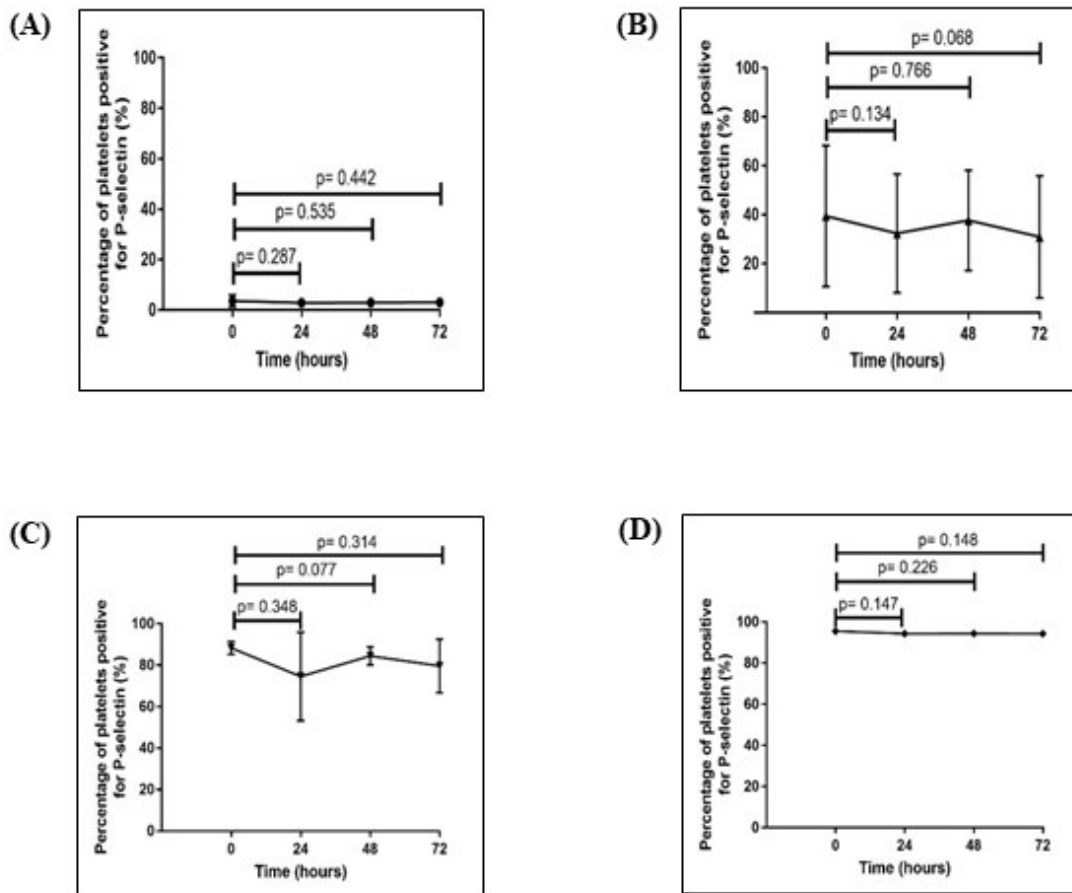 (A)
Percentage of platelets positive
for P-selectin (%)
100
80
60
40
20
0
p= 0.442
p= 0.535
p= 0.287
0 24 48 72
Time (hours)
(B)
Percentage of platelets positive
for P-selectin (%)
100
80
60
40
20
p= 0.068
p= 0.766
p= 0.134
0 24 48 72
Time (hours)
(C)
Percentage of platelets positive
for P-selectin (%)
100
80
60
40
20
0
p= 0.314
p= 0.077
p= 0.348
0 24 48 72
Time (hours)
(D)
Percentage of platelets positive
for P-selectin (%)
100
80
60
40
20
0
p= 0.148
p= 0.226
p= 0.147
0 24 48 72
Time (hours)